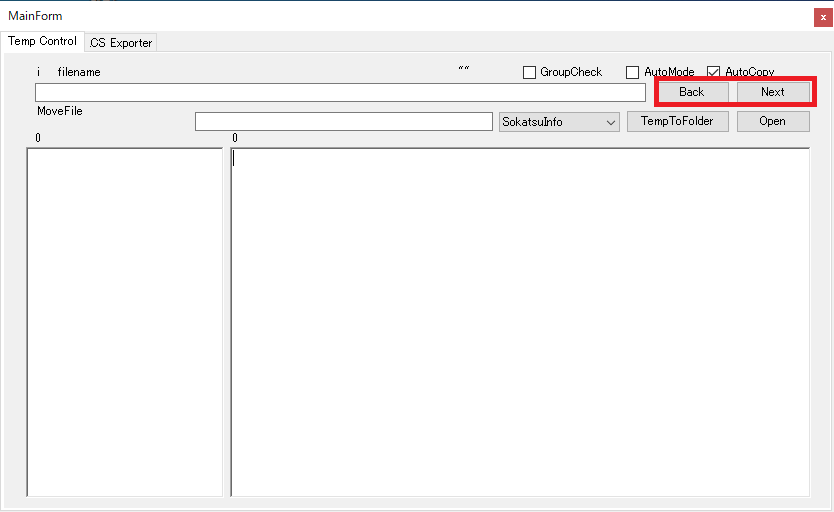 MainForm
x
Temp Control CS Exporter
i filename "" GroupCheck AutoMode AutoCopy
Back Next
MoveFile
SokatsuInfo TempToFolder Open
0 0